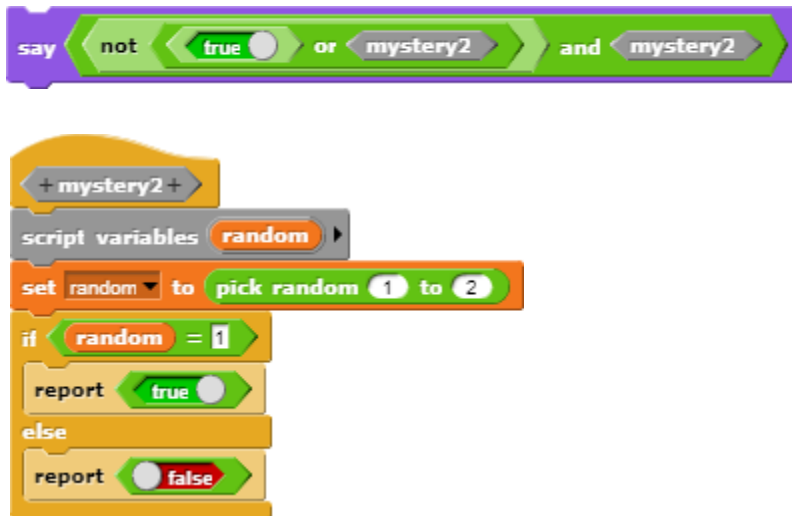 say not true or mystery2 and mystery2
+mystery2+
script variables random
set random to pick random 1 to 2
if random = 1
report true
else
report false